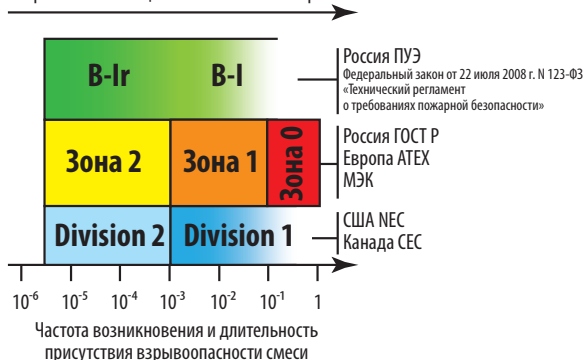 B-Ir
B-I
Россия ПУЭ
Федеральный закон от 22 июля 2008 г. N 123-ФЗ
«Технический регламент
о требованиях пожарной безопасности»
Зона 2
Зона 1
Зона 0
Россия ГОСТ Р
Европа ATEX
МЭК
Division 2
Division 1
США NEC
Канада CEC
10⁻⁶ 10⁻⁵ 10⁻⁴ 10⁻³ 10⁻² 10⁻¹ 1
Частота возникновения и длительность
присутствия взрывоопасности смеси